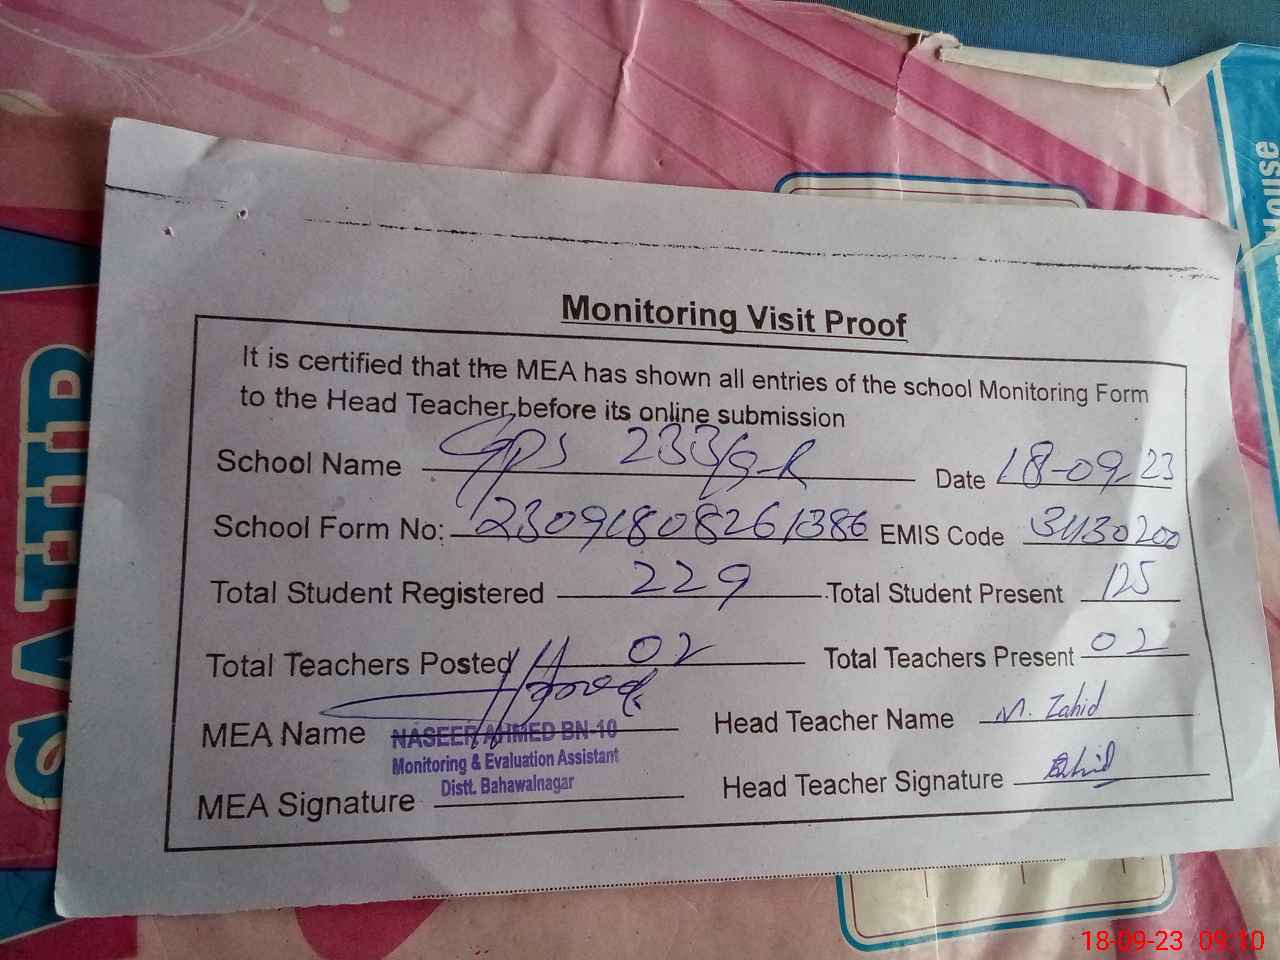 House
SAHIB
Monitoring Visit Proof
It is certified that the MEA has shown all entries of the school Monitoring Form
to the Head Teacher, before its online submission
School Name GPS 233/9-R Date 18-09-23
School Form No: 23091808261386 EMIS Code 31130200
Total Student Registered 229 Total Student Present 125
Total Teachers Posted 02 Total Teachers Present 02
MEA Name NASEER AHMED BN-10 Head Teacher Name M. Zahid
Monitoring & Evaluation Assistant
Distt. Bahawalnagar
MEA Signature Head Teacher Signature Zahid
18-09-23 09:10